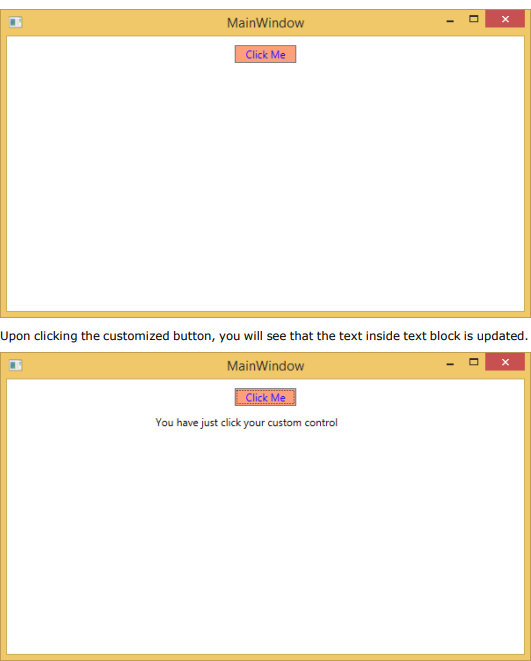 MainWindow
Click Me
Upon clicking the customized button, you will see that the text inside text block is updated.
MainWindow
Click Me
You have just click your custom control